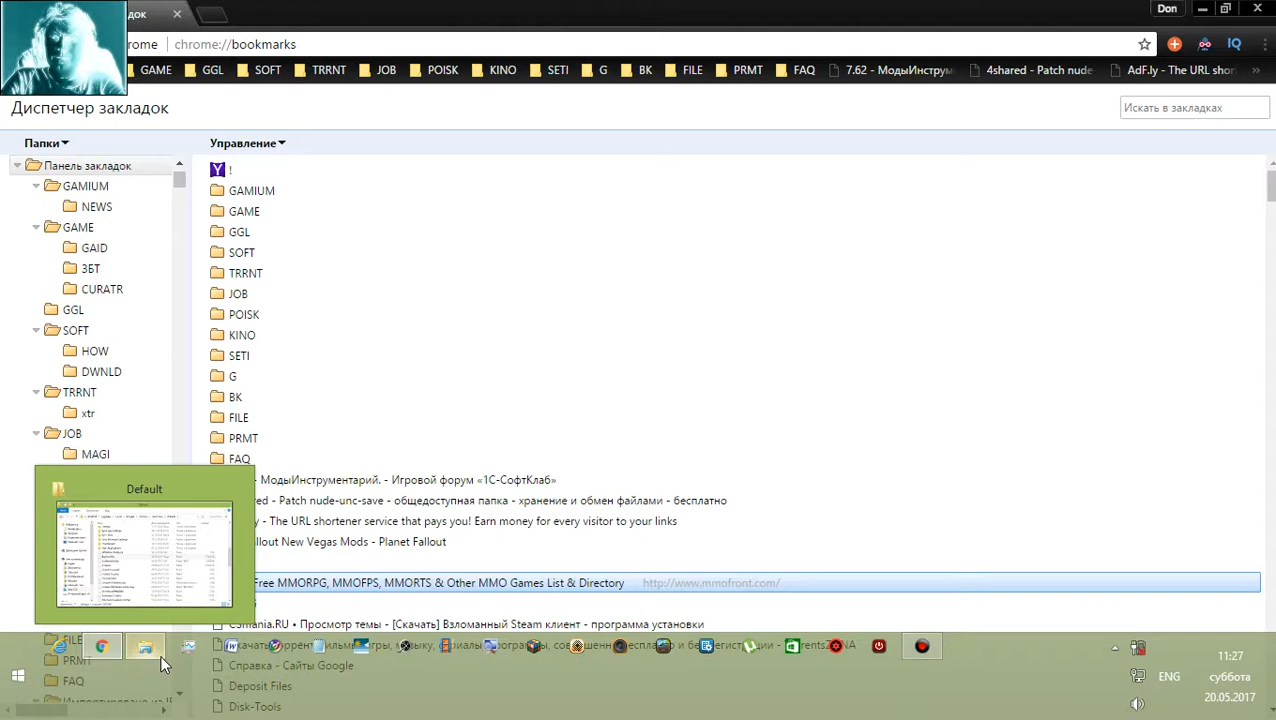 док
Don
ome chrome://bookmarks
GAME GGL SOFT TRRNT JOB POISK KINO SETI G BK FILE PRMT FAQ 7.62 - МодыИнструм 4shared - Patch nude AdF.ly - The URL shor »
Диспетчер закладок
Искать в закладках
Папки
Управление
Панель закладок
GAMIUM
NEWS
GAME
GAID
ЗБТ
CURATR
GGL
SOFT
HOW
DWNLD
TRRNT
xtr
JOB
MAGI
!
GAMIUM
GAME
GGL
SOFT
TRRNT
JOB
POISK
KINO
SETI
G
BK
FILE
PRMT
FAQ
МодыИнструментарий. - Игровой форум «1С-СофтКлаб»
ed - Patch nude-unc-save - общедоступная папка - хранение и обмен файлами - бесплатно
- The URL shortener service that pays you! Earn money for every visitor to your links
llout New Vegas Mods - Planet Fallout
Free MMORPG, MMOFPS, MMORTS & Other MMO Games List & Directory http://www.mmofront.com/
CSmania.RU • Просмотр темы - [Скачать] Взломанный Steam клиент - программа установки
Справка - Сайты Google
Deposit Files
Disk-Tools
Default
FILE
PRMT
FAQ
ENG
11:27
суббота
20.05.2017